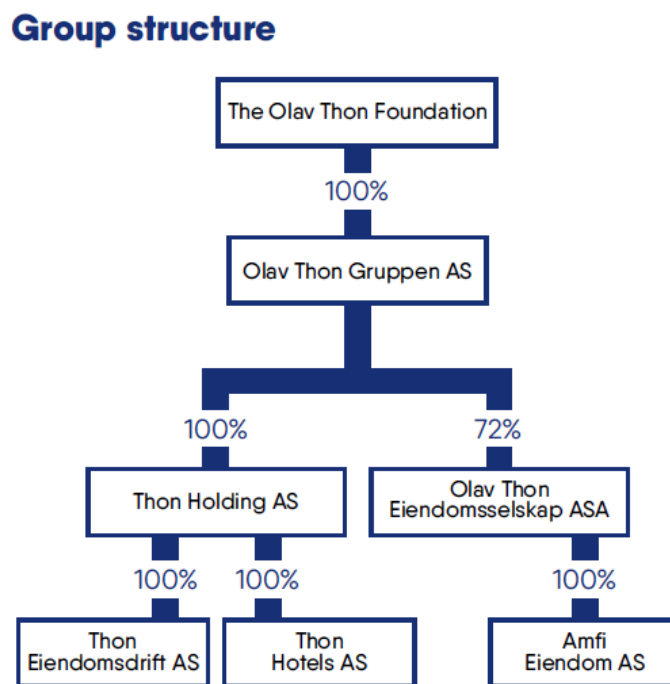 Group structure
The Olav Thon Foundation
100%
Olav Thon Gruppen AS
100%
72%
Thon Holding AS
Olav Thon
Eiendomsselskap ASA
100%
100%
100%
Thon
Eiendomsdrift AS
Thon
Hotels AS
Amfi
Eiendom AS